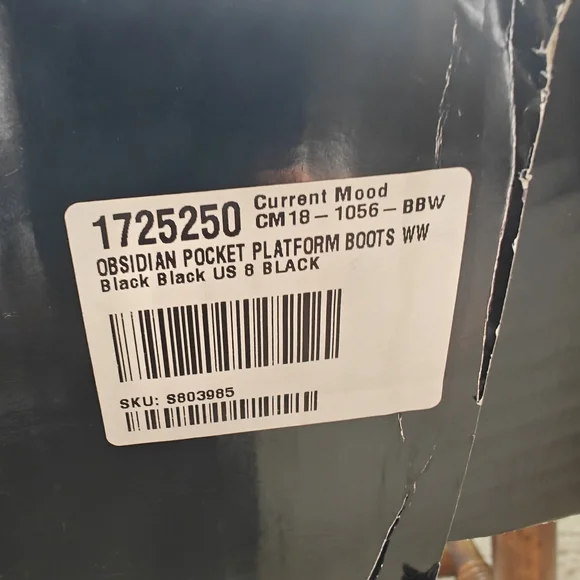 1725250 Current Mood
CM18-1056-BBW
OBSIDIAN POCKET PLATFORM BOOTS WW
Black Black US 8 BLACK
SKU: S803985